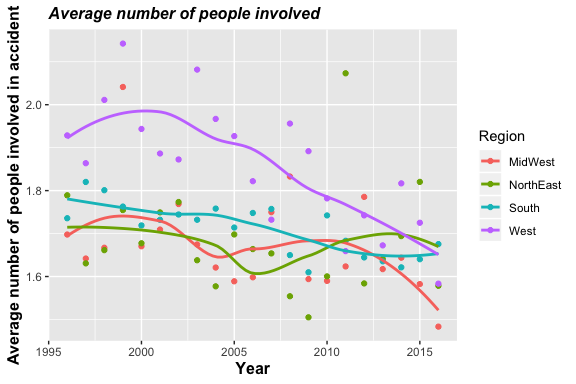 Average number of people involved
Average number of people involved in accident
2.0
1.8
1.6
1995
2000
2005
2010
2015
Year
Region
MidWest
NorthEast
South
West